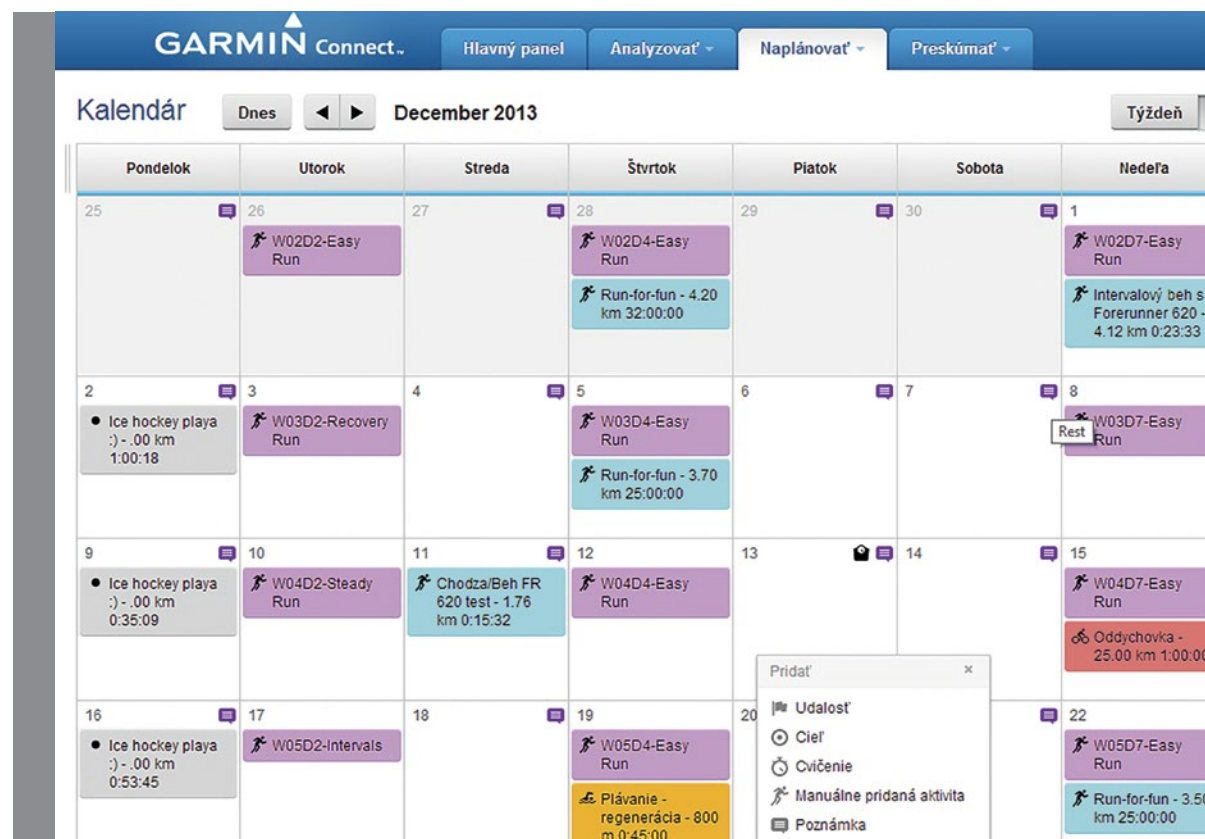 GARMIN Connect™
Hlavný panel
Analyzovať
Naplánovať
Preskúmať
Kalendár
Dnes
December 2013
Týždeň
Pondelok
Utorok
Streda
Štvrtok
Piatok
Sobota
Nedeľa
25
26
W02D2-Easy
Run
27
28
W02D4-Easy
Run
Run-for-fun - 4.20
km 32:00:00
29
30
1
W02D7-Easy
Run
Intervalový beh s
Forerunner 620 -
4.12 km 0:23:33
2
Ice hockey playa
:) - .00 km
1:00:18
3
W03D2-Recovery
Run
4
5
W03D4-Easy
Run
Run-for-fun - 3.70
km 25:00:00
6
7
Rest
8
W03D7-Easy
Run
9
Ice hockey playa
:) - .00 km
0:35:09
10
W04D2-Steady
Run
11
Chodza/Beh FR
620 test - 1.76
km 0:15:32
12
W04D4-Easy
Run
13
14
15
W04D7-Easy
Run
Oddychovka -
25.00 km 1:00:00
16
Ice hockey playa
:) - .00 km
0:53:45
17
W05D2-Intervals
18
19
W05D4-Easy
Run
Plávanie -
regenerácia - 800
m 0:45:00
20
Pridať
×
Udalosť
Cieľ
Cvičenie
Manuálne pridaná aktivita
Poznámka
22
W05D7-Easy
Run
Run-for-fun - 3.50
km 25:00:00